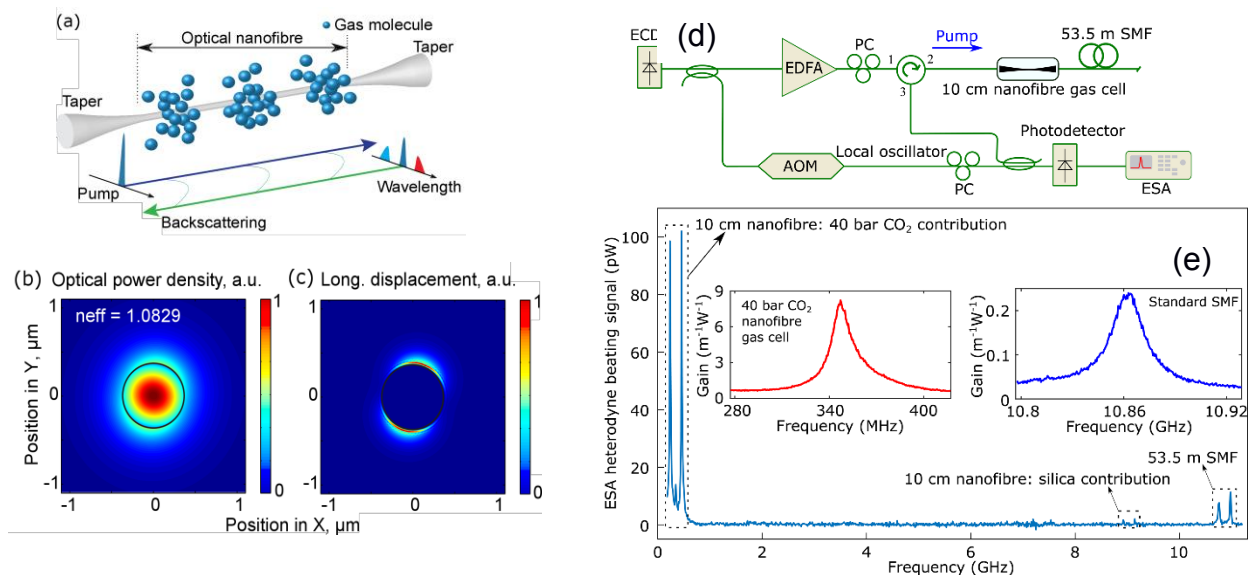 (a)
Gas molecule
Optical nanofibre
Taper
Taper
Pump
Wavelength
Backscattering
(b) Optical power density, a.u.
(c) Long. displacement, a.u.
neff = 1.0829
1
0
-1
Position in Y, µm
-1 0 1
1
0
1
0
-1
-1 0 1
1
0
Position in X, µm
(d)
ECD
EDFA
PC
1 2
3
Pump
53.5 m SMF
10 cm nanofibre gas cell
Photodetector
AOM
Local oscillator
PC
ESA
(e)
ESA heterodyne beating signal (pW)
100
80
60
40
20
0
10 cm nanofibre: 40 bar CO₂ contribution
40 bar CO₂
nanofibre
gas cell
Gain (m⁻¹W⁻¹)
9
6
3
0
280 340 400
Frequency (MHz)
Standard SMF
Gain (m⁻¹W⁻¹)
0.2
0.1
0
10.8 10.86 10.92
Frequency (GHz)
53.5 m SMF
10 cm nanofibre: silica contribution
0 2 4 6 8 10
Frequency (GHz)